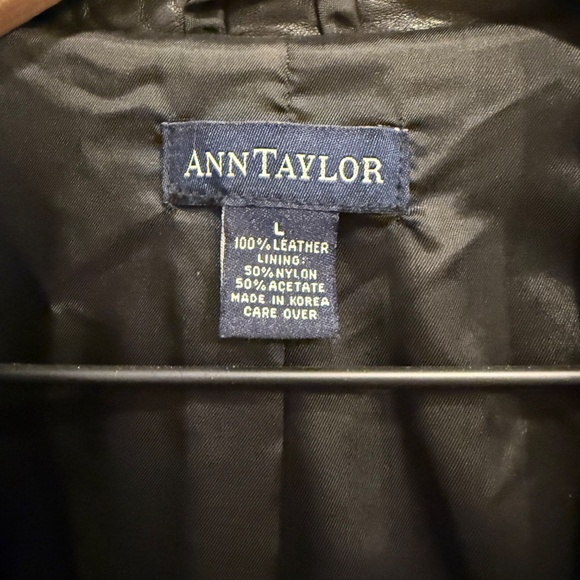 ANNTAYLOR
L
100% LEATHER
LINING:
50% NYLON
50% ACETATE
MADE IN KOREA
CARE OVER